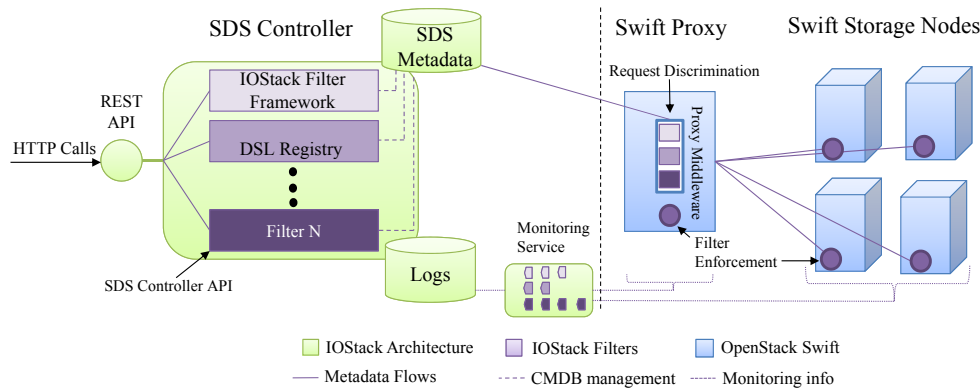 SDS Controller
SDS
Metadata
Swift Proxy
Swift Storage Nodes
Request Discrimination
REST
API
HTTP Calls
IOStack Filter
Framework
DSL Registry
Filter N
SDS Controller API
Logs
Monitoring
Service
Proxy Middleware
Filter
Enforcement
IOStack Architecture
IOStack Filters
OpenStack Swift
Metadata Flows
CMDB management
Monitoring info